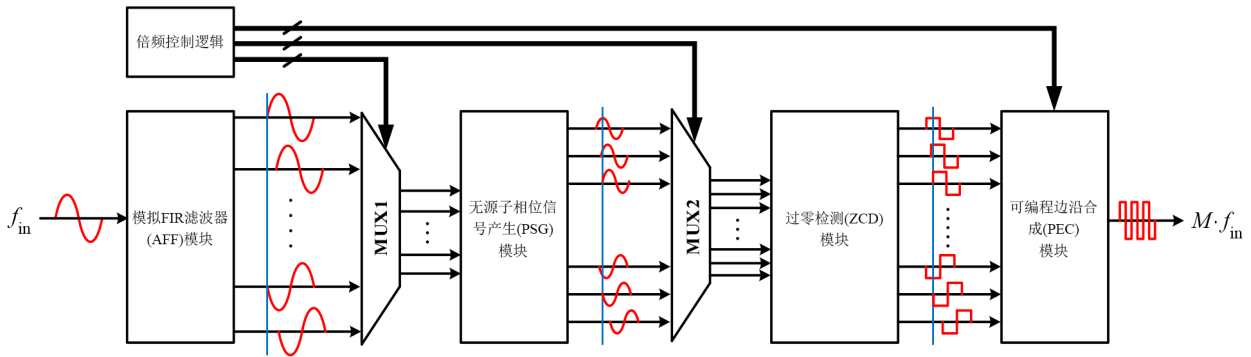 倍频控制逻辑
f_in
模拟FIR滤波器
(AFF)模块
MUX1
无源子相位信
号产生(PSG)
模块
MUX2
过零检测(ZCD)
模块
可编程边沿合
成(PEC)
模块
M·f_in